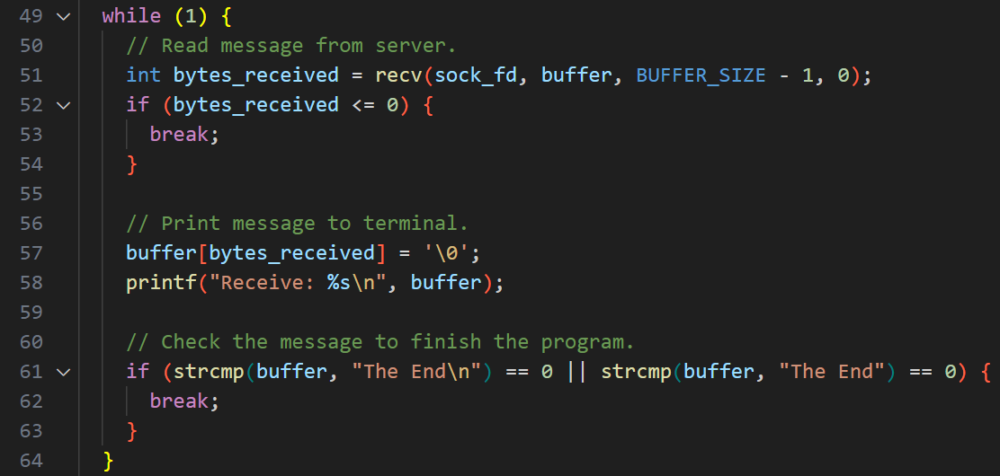 49 while (1) {
50 // Read message from server.
51 int bytes_received = recv(sock_fd, buffer, BUFFER_SIZE - 1, 0);
52 if (bytes_received <= 0) {
53 break;
54 }
55
56 // Print message to terminal.
57 buffer[bytes_received] = '\0';
58 printf("Receive: %s\n", buffer);
59
60 // Check the message to finish the program.
61 if (strcmp(buffer, "The End\n") == 0 || strcmp(buffer, "The End") == 0) {
62 break;
63 }
64 }